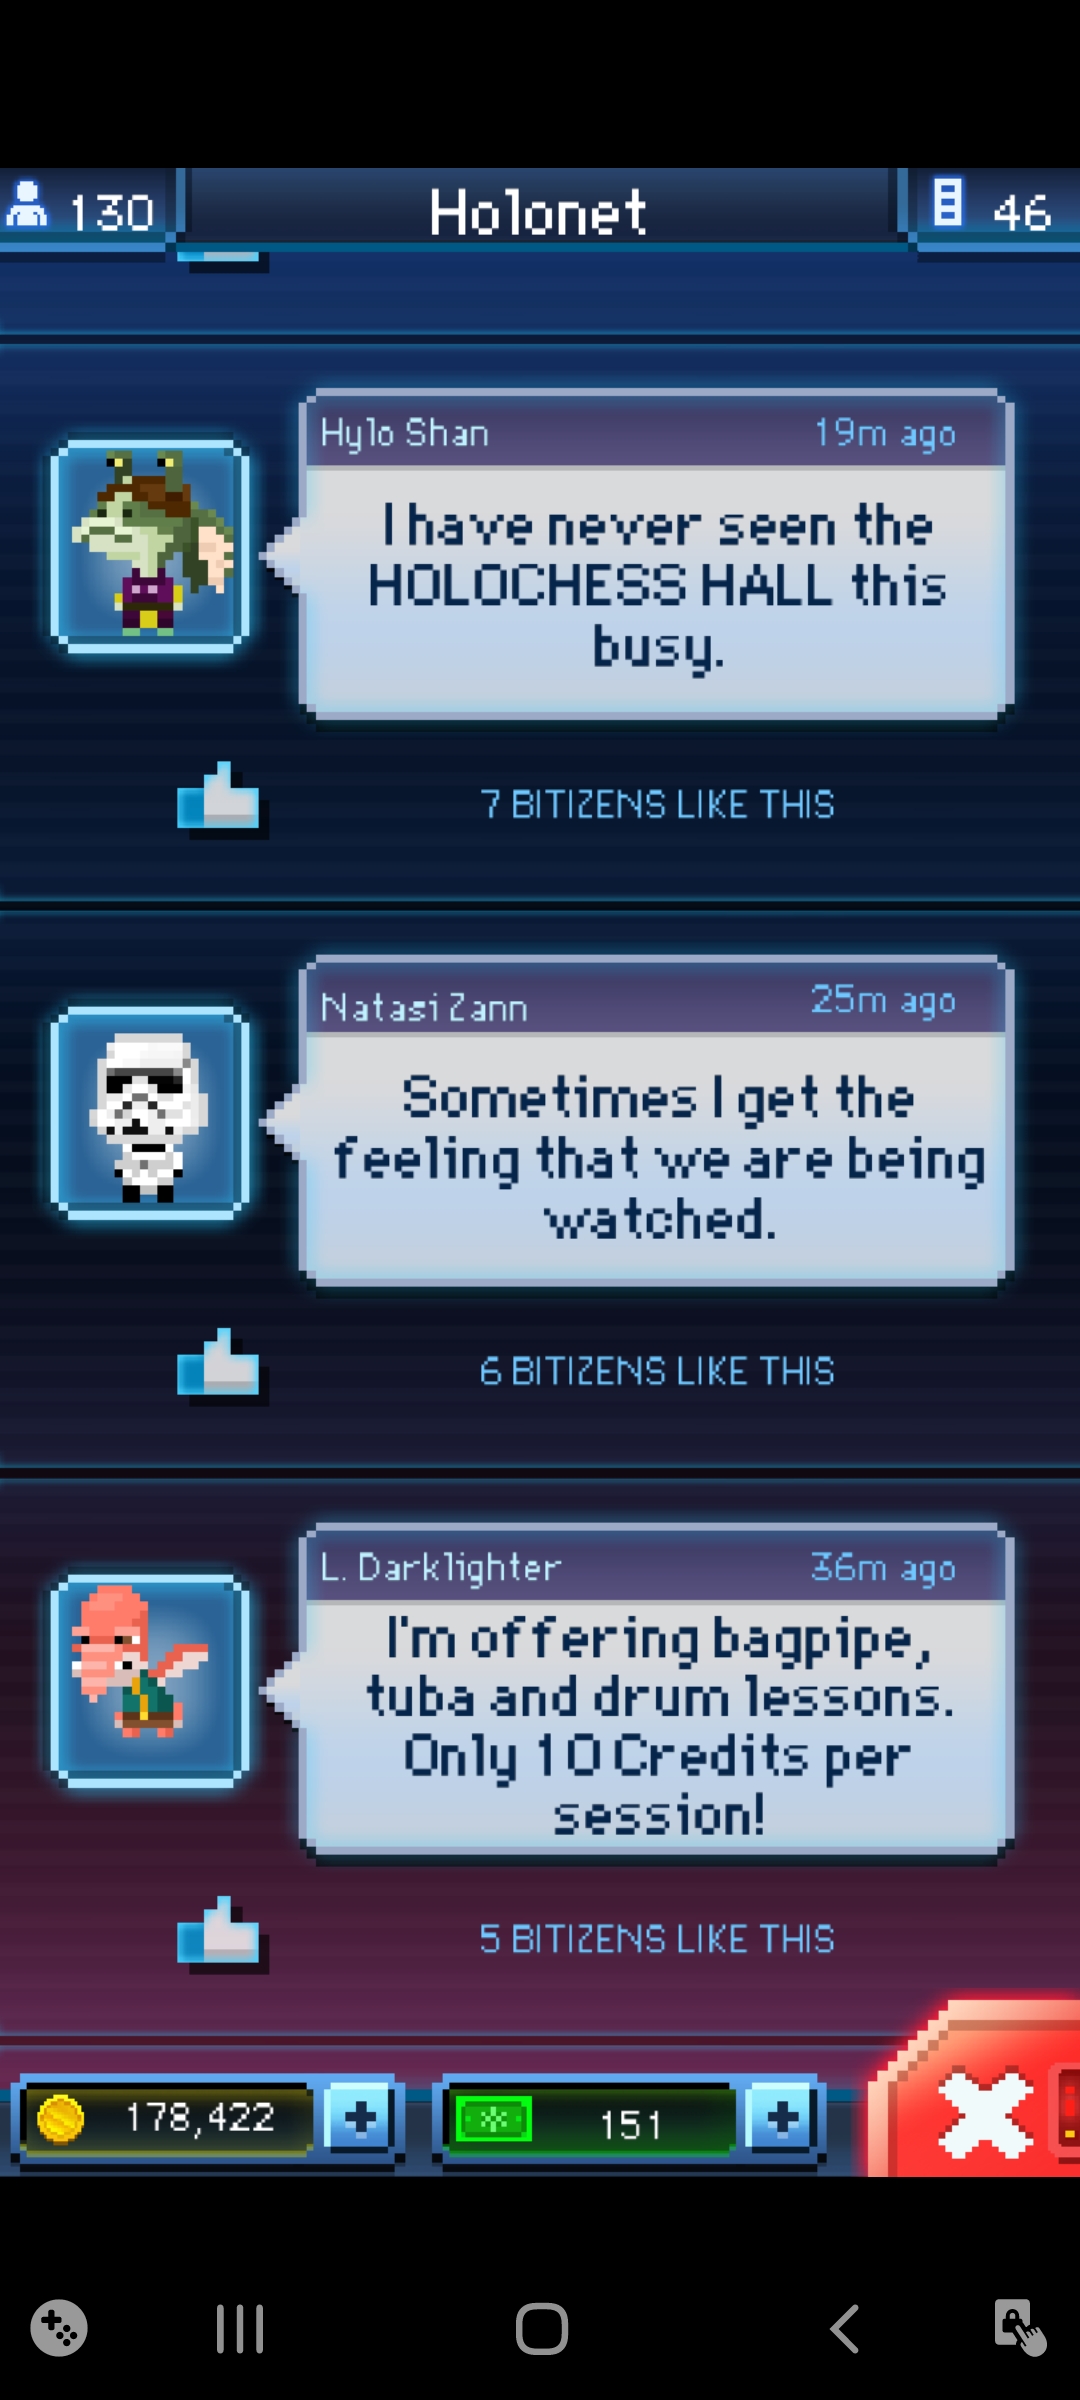 130
Holonet
46
Hylo Shan
19m ago
I have never seen the
HOLOCHESS HALL this
busy.
7 BITIZENS LIKE THIS
Natasi Zann
25m ago
Sometimes I get the
feeling that we are being
watched.
6 BITIZENS LIKE THIS
L. Darklighter
36m ago
I'm offering bagpipe,
tuba and drum lessons.
Only 10 Credits per
session!
5 BITIZENS LIKE THIS
178,422
151